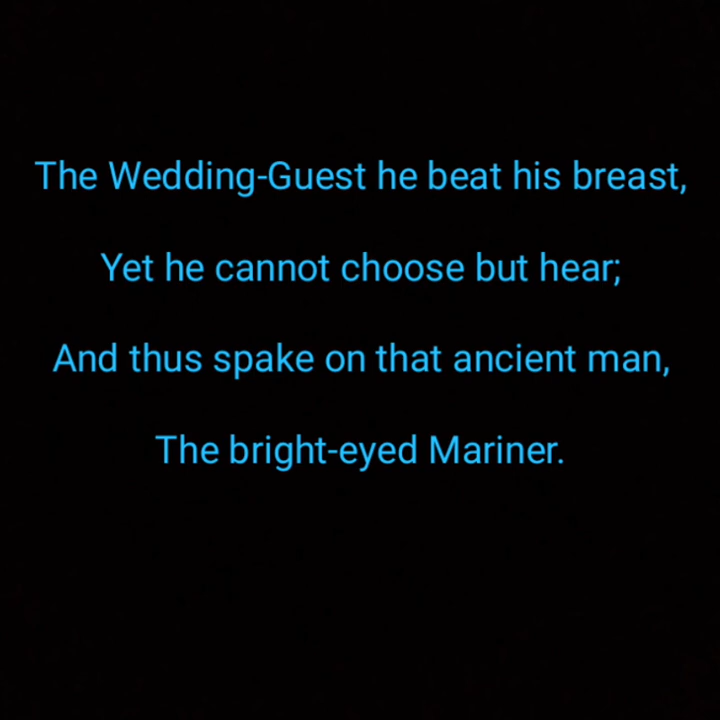 The Wedding-Guest he beat his breast,
Yet he cannot choose but hear;
And thus spake on that ancient man,
The bright-eyed Mariner.